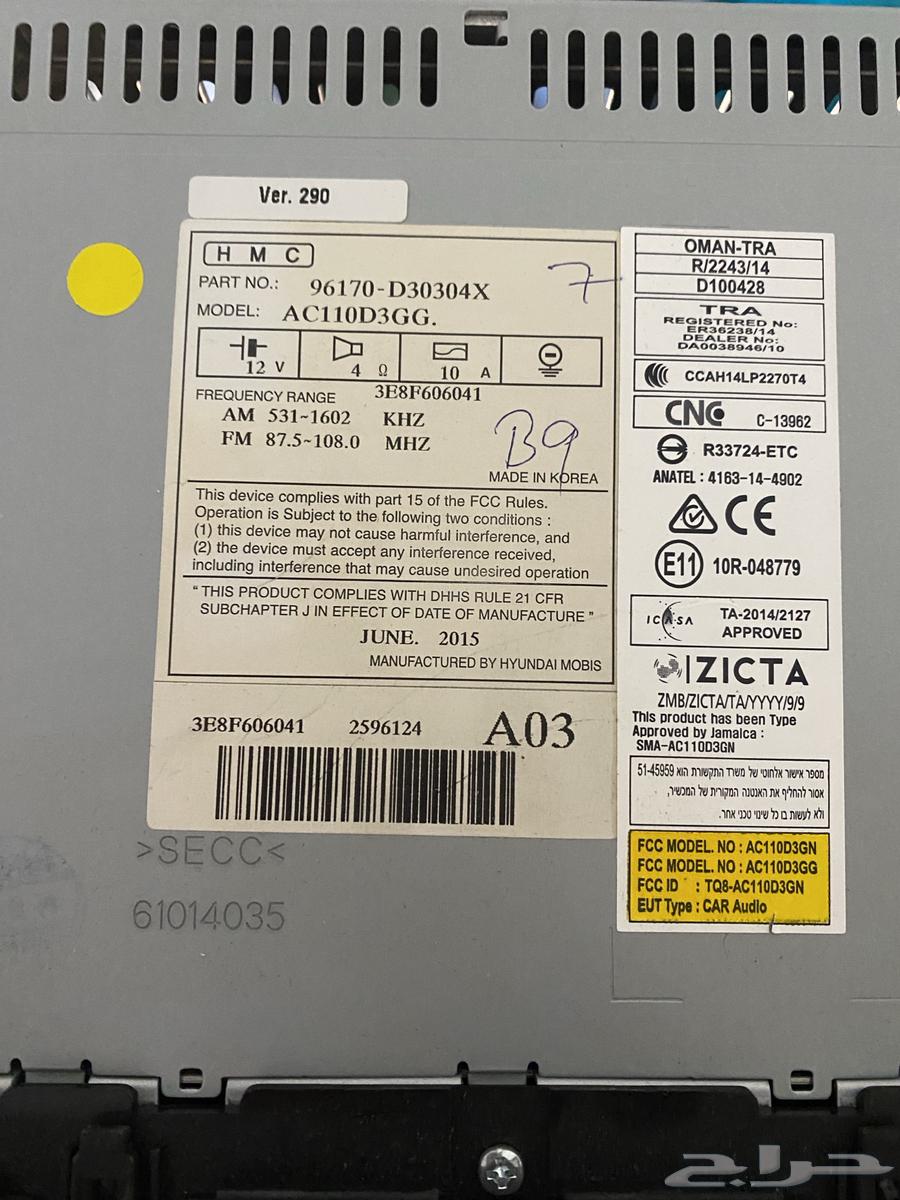 Ver. 290
H M C
PART NO.: 96170-D30304X
7
MODEL: AC110D3GG.
12 V
4 Ω
10 A
3E8F606041
FREQUENCY RANGE
AM 531~1602 KHZ
FM 87.5~108.0 MHZ
B9
MADE IN KOREA
This device complies with part 15 of the FCC Rules.
Operation is Subject to the following two conditions :
(1) this device may not cause harmful interference, and
(2) the device must accept any interference received,
including interference that may cause undesired operation
" THIS PRODUCT COMPLIES WITH DHHS RULE 21 CFR
SUBCHAPTER J IN EFFECT OF DATE OF MANUFACTURE "
JUNE. 2015
MANUFACTURED BY HYUNDAI MOBIS
3E8F606041 2596124 A03
>SECC<
61014035
OMAN-TRA
R/2243/14
D100428
TRA
REGISTERED No:
ER36238/14
DEALER No:
DA0038946/10
CCAH14LP2270T4
CNC C-13962
R33724-ETC
ANATEL : 4163-14-4902
CE
E11 10R-048779
ICASA TA-2014/2127
APPROVED
ZICTA
ZMB/ZICTA/TA/YYYY/9/9
This product has been Type
Approved by Jamaica :
SMA-AC110D3GN
מספר אישור אלחוטי של משרד התקשורת הוא 51-45959
אסור להחליף את האנטנה המקורית של המכשיר,
ולא לעשות בו כל שינוי טכני אחר.
FCC MODEL. NO : AC110D3GN
FCC MODEL. NO : AC110D3GG
FCC ID : TQ8-AC110D3GN
EUT Type : CAR Audio
حراج